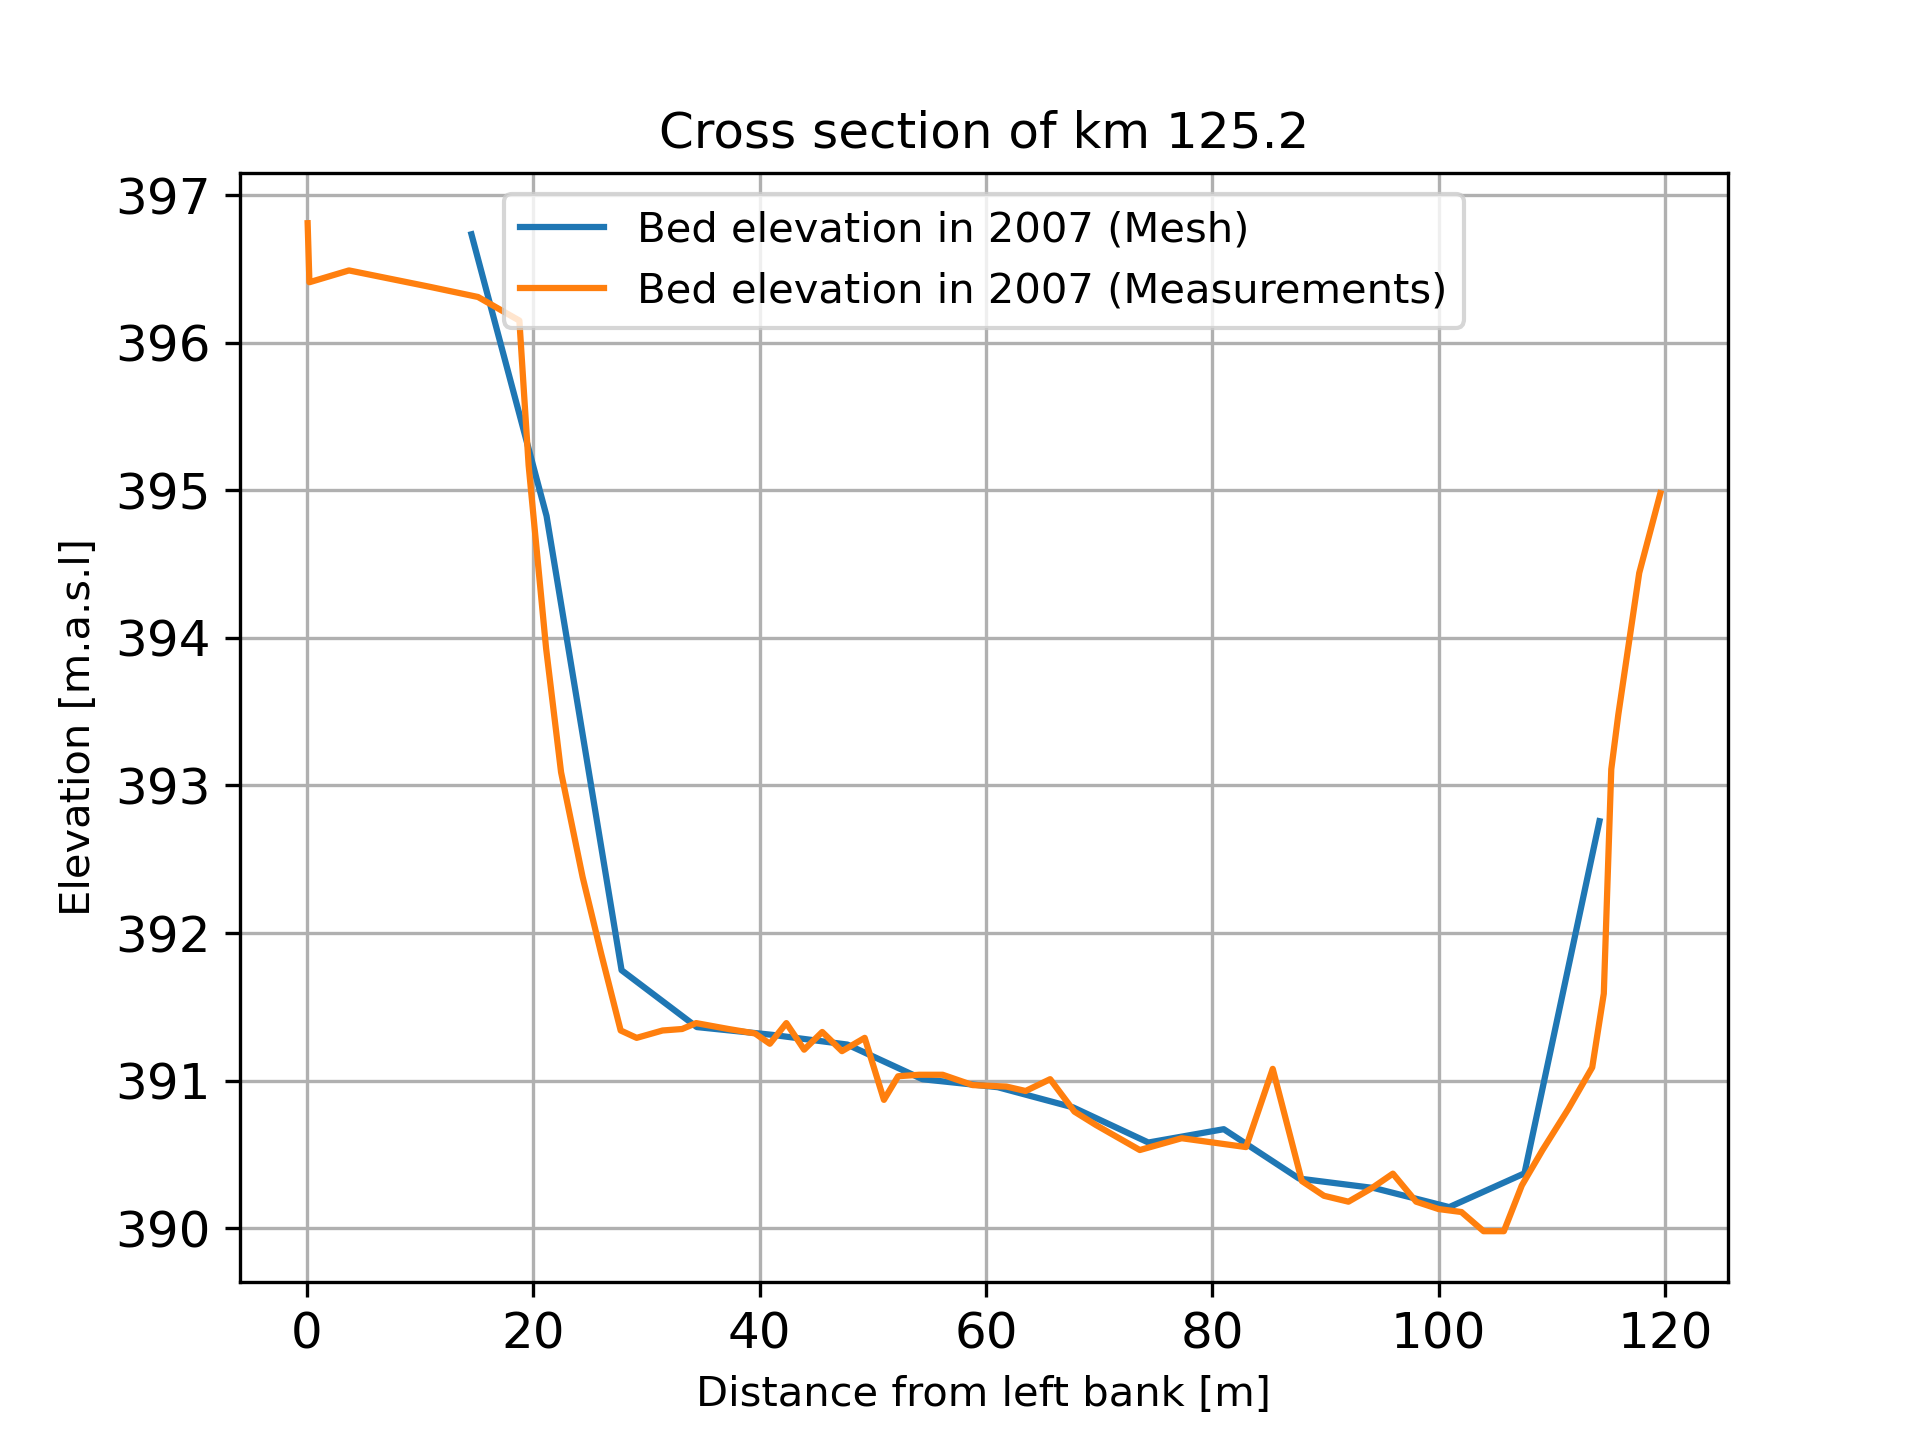 Cross section of km 125.2
Bed elevation in 2007 (Mesh)
Bed elevation in 2007 (Measurements)
Elevation [m.a.s.l]
397
396
395
394
393
392
391
390
0 20 40 60 80 100 120
Distance from left bank [m]